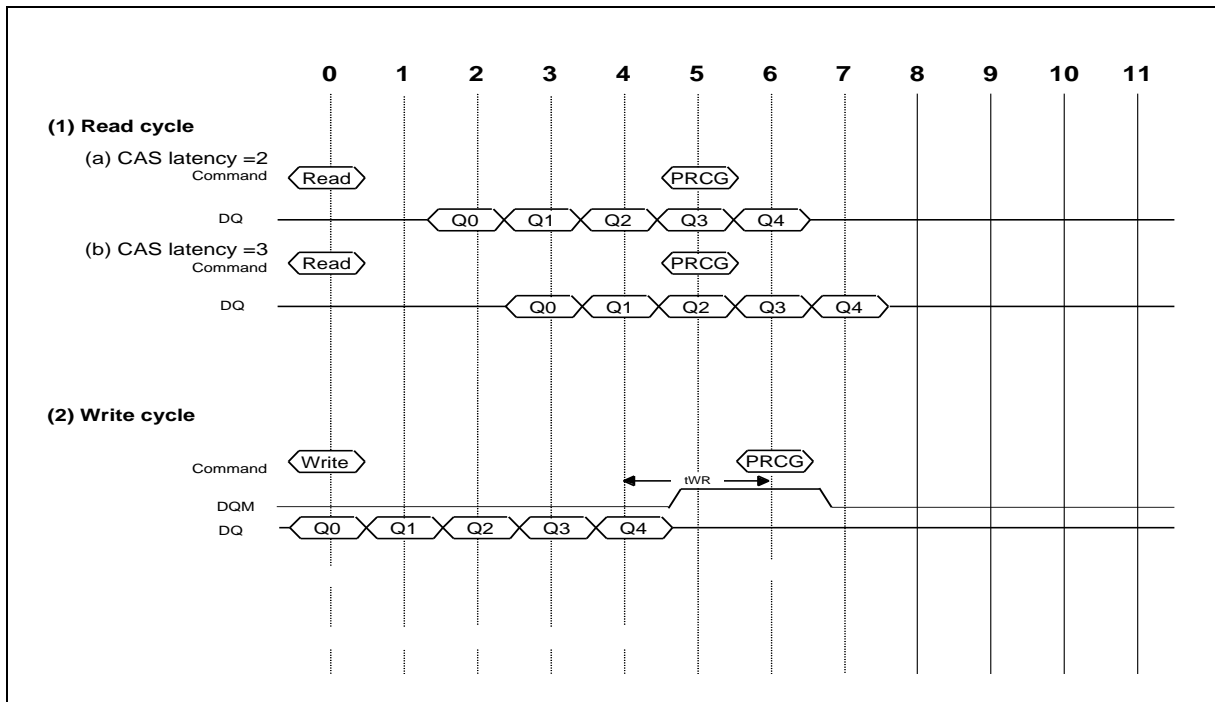 0 1 2 3 4 5 6 7 8 9 10 11
(1) Read cycle
(a) CAS latency =2
Command Read PRCG
DQ Q0 Q1 Q2 Q3 Q4
(b) CAS latency =3
Command Read PRCG
DQ Q0 Q1 Q2 Q3 Q4
(2) Write cycle
Command Write PRCG
tWR
DQM
DQ Q0 Q1 Q2 Q3 Q4